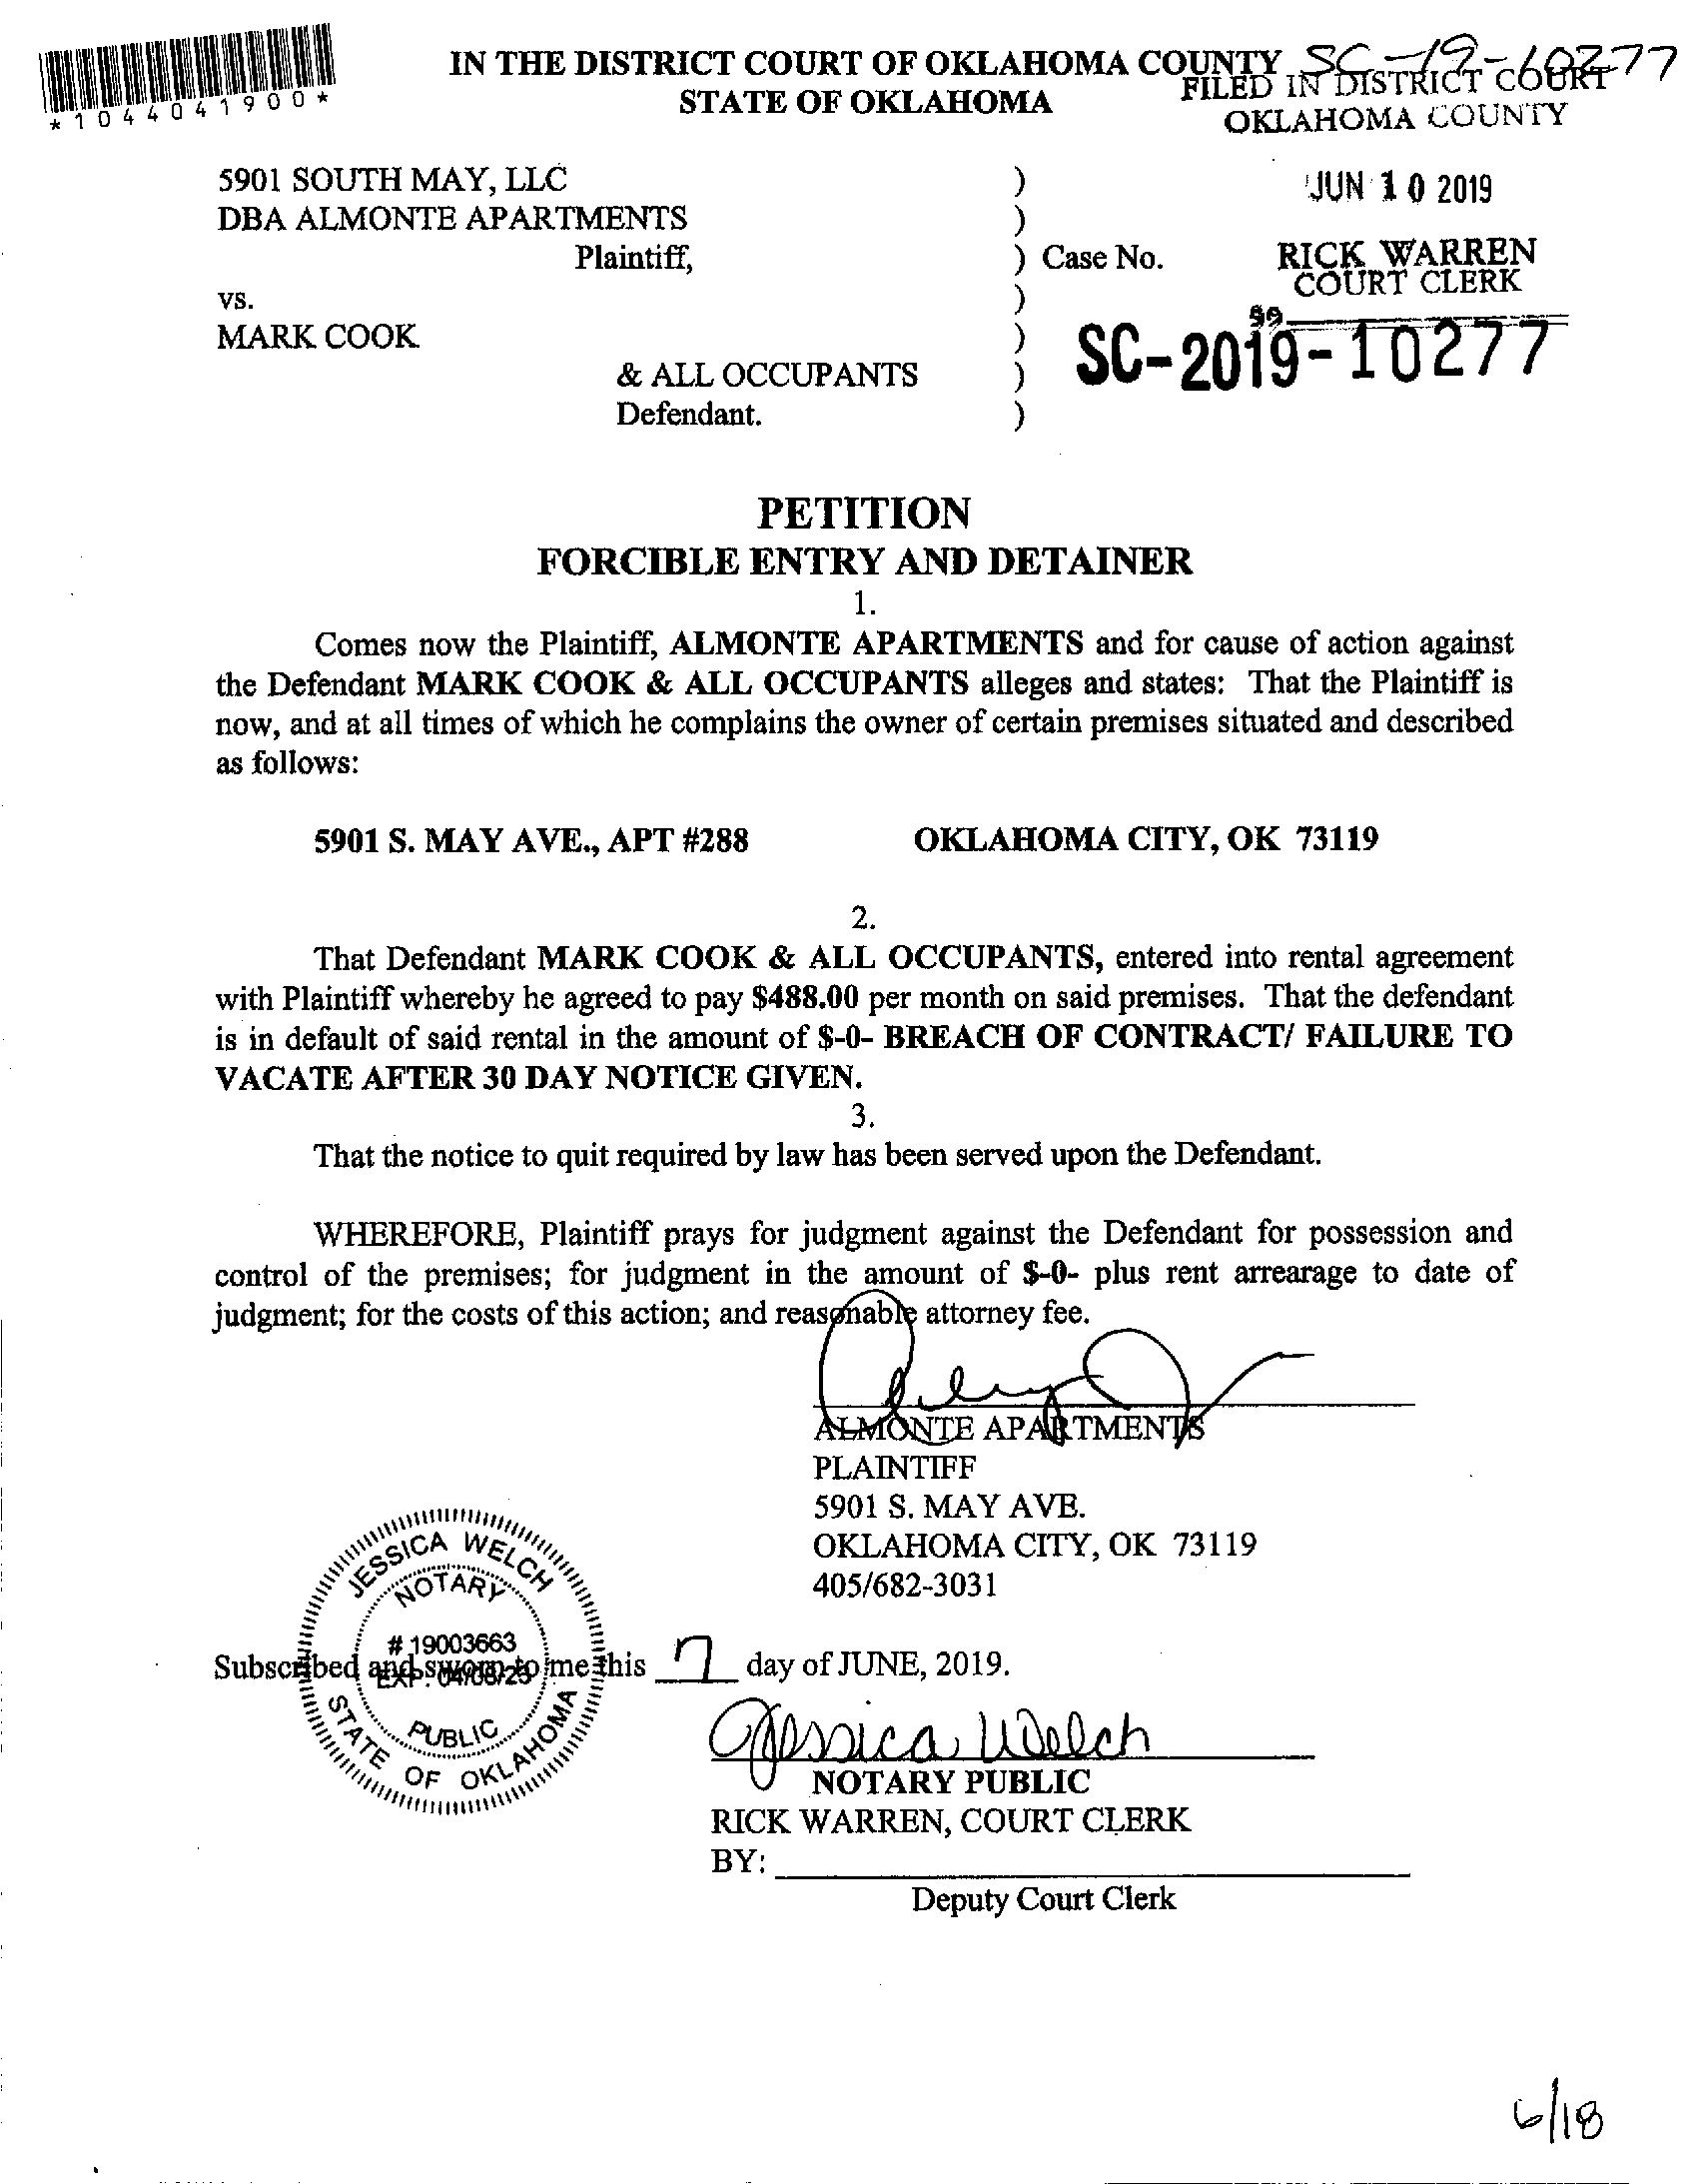 *1044041900*
IN THE DISTRICT COURT OF OKLAHOMA COUNTY
STATE OF OKLAHOMA
SC-19-10277
FILED IN DISTRICT COURT
OKLAHOMA COUNTY
JUN 10 2019
RICK WARREN
COURT CLERK
99
SC-2019-10277
5901 SOUTH MAY, LLC )
DBA ALMONTE APARTMENTS )
Plaintiff, ) Case No.
vs. )
MARK COOK )
& ALL OCCUPANTS )
Defendant. )
PETITION
FORCIBLE ENTRY AND DETAINER
1.
Comes now the Plaintiff, ALMONTE APARTMENTS and for cause of action against
the Defendant MARK COOK & ALL OCCUPANTS alleges and states: That the Plaintiff is
now, and at all times of which he complains the owner of certain premises situated and described
as follows:
5901 S. MAY AVE., APT #288 OKLAHOMA CITY, OK 73119
2.
That Defendant MARK COOK & ALL OCCUPANTS, entered into rental agreement
with Plaintiff whereby he agreed to pay $488.00 per month on said premises. That the defendant
is in default of said rental in the amount of $-0- BREACH OF CONTRACT/ FAILURE TO
VACATE AFTER 30 DAY NOTICE GIVEN.
3.
That the notice to quit required by law has been served upon the Defendant.
WHEREFORE, Plaintiff prays for judgment against the Defendant for possession and
control of the premises; for judgment in the amount of $-0- plus rent arrearage to date of
judgment; for the costs of this action; and reasonable attorney fee.
ALMONTE APARTMENTS
PLAINTIFF
5901 S. MAY AVE.
OKLAHOMA CITY, OK 73119
405/682-3031
JESSICA WELCH
NOTARY
# 19003663
EXP. 04/08/23
PUBLIC
STATE OF OKLAHOMA
Subscribed and sworn to me this 7 day of JUNE, 2019.
Jessica Welch
NOTARY PUBLIC
RICK WARREN, COURT CLERK
BY:
Deputy Court Clerk
6/18